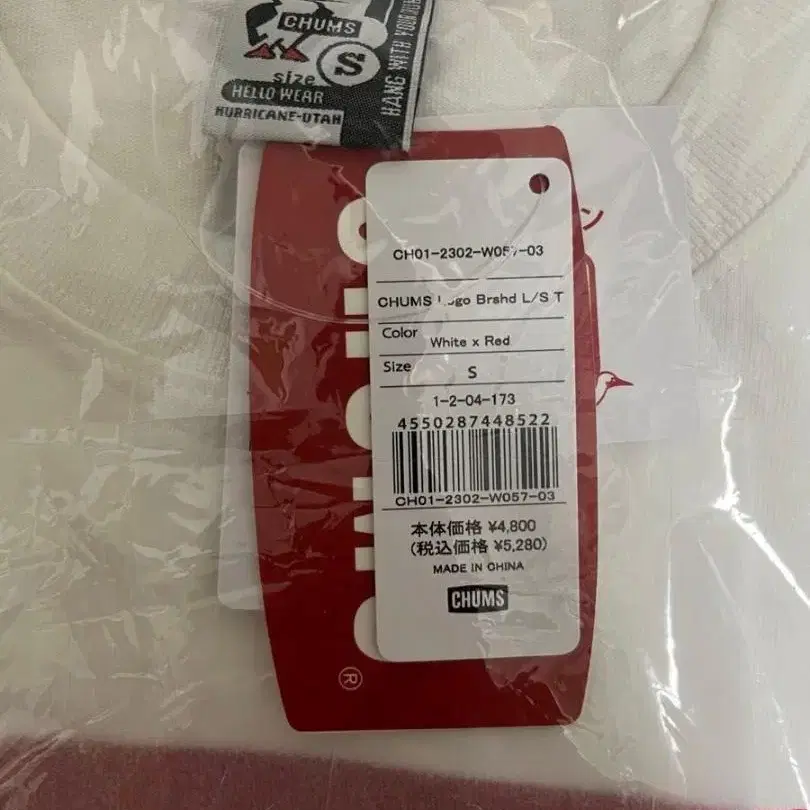 CHUMS
size S
HELLO WEAR
HURRICANE-UTAH
HANG WITH YOUR
CH01-2302-W057-03
CHUMS Logo Brshd L/S T
Color White x Red
Size S
1-2-04-173
4550287448522
CH01-2302-W057-03
本体価格 ¥4,800
(税込価格 ¥5,280)
MADE IN CHINA
CHUMS
®